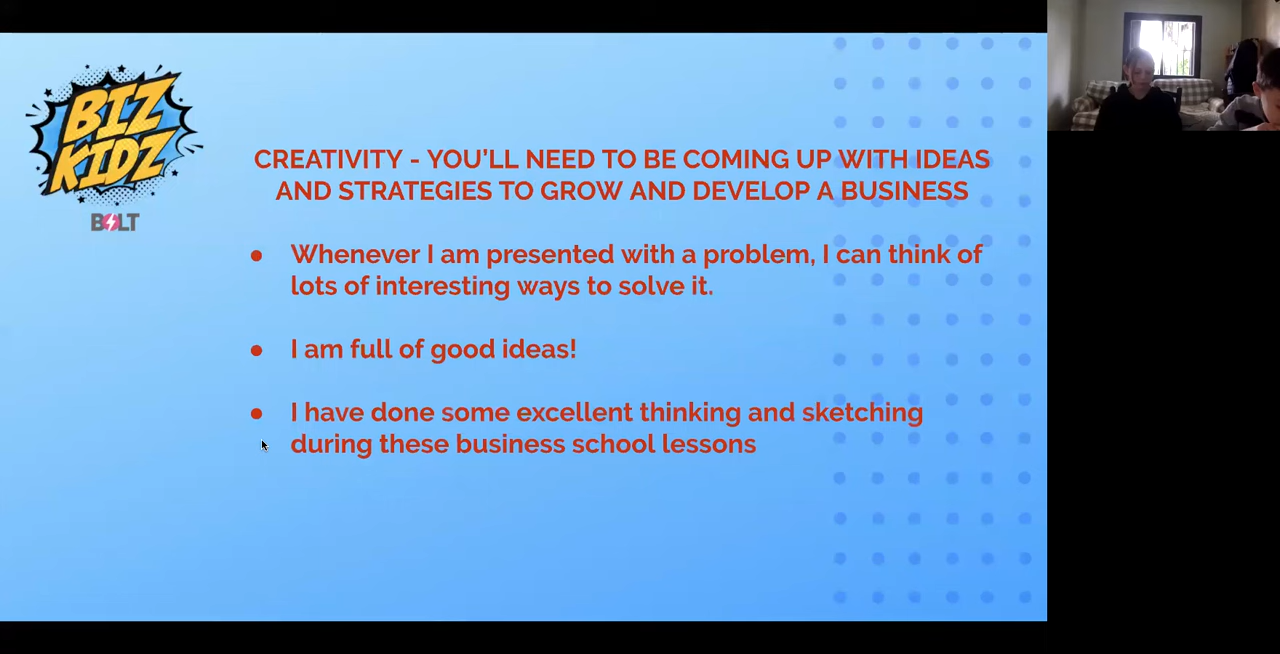 BIZ
KIDZ
BOLT
CREATIVITY - YOU'LL NEED TO BE COMING UP WITH IDEAS
AND STRATEGIES TO GROW AND DEVELOP A BUSINESS
● Whenever I am presented with a problem, I can think of
lots of interesting ways to solve it.
● I am full of good ideas!
● I have done some excellent thinking and sketching
during these business school lessons